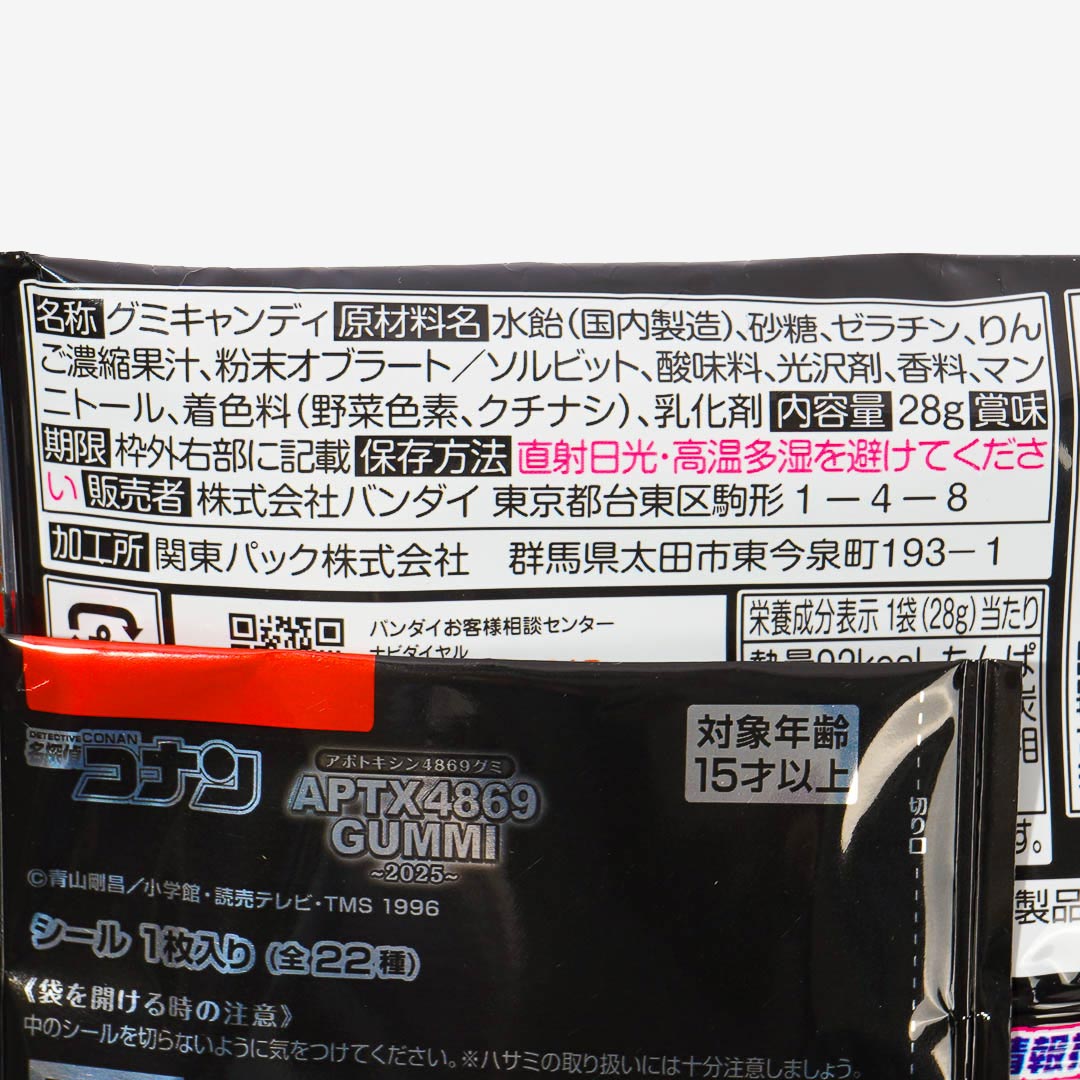 名称 グミキャンディ 原材料名 水飴(国内製造)、砂糖、ゼラチン、りん
ご濃縮果汁、粉末オブラート/ソルビット、酸味料、光沢剤、香料、マン
ニトール、着色料(野菜色素、クチナシ)、乳化剤 内容量 28g 賞味
期限 枠外右部に記載 保存方法 直射日光・高温多湿を避けてくださ
い 販売者 株式会社バンダイ 東京都台東区駒形1-4-8
加工所 関東パック株式会社 群馬県太田市東今泉町193-1
バンダイお客様相談センター
ナビダイヤル
栄養成分表示 1袋(28g)当たり
DETECTIVE CONAN
名探偵
コナン
アポトキシン4869グミ
APTX4869
GUMMI
~2025~
対象年齢
15才以上
切り口
©青山剛昌/小学館・読売テレビ・TMS 1996
シール 1枚入り(全22種)
《袋を開ける時の注意》
中のシールを切らないように気をつけてください。※ハサミの取り扱いには十分注意しましょう。
す。
製品
情報